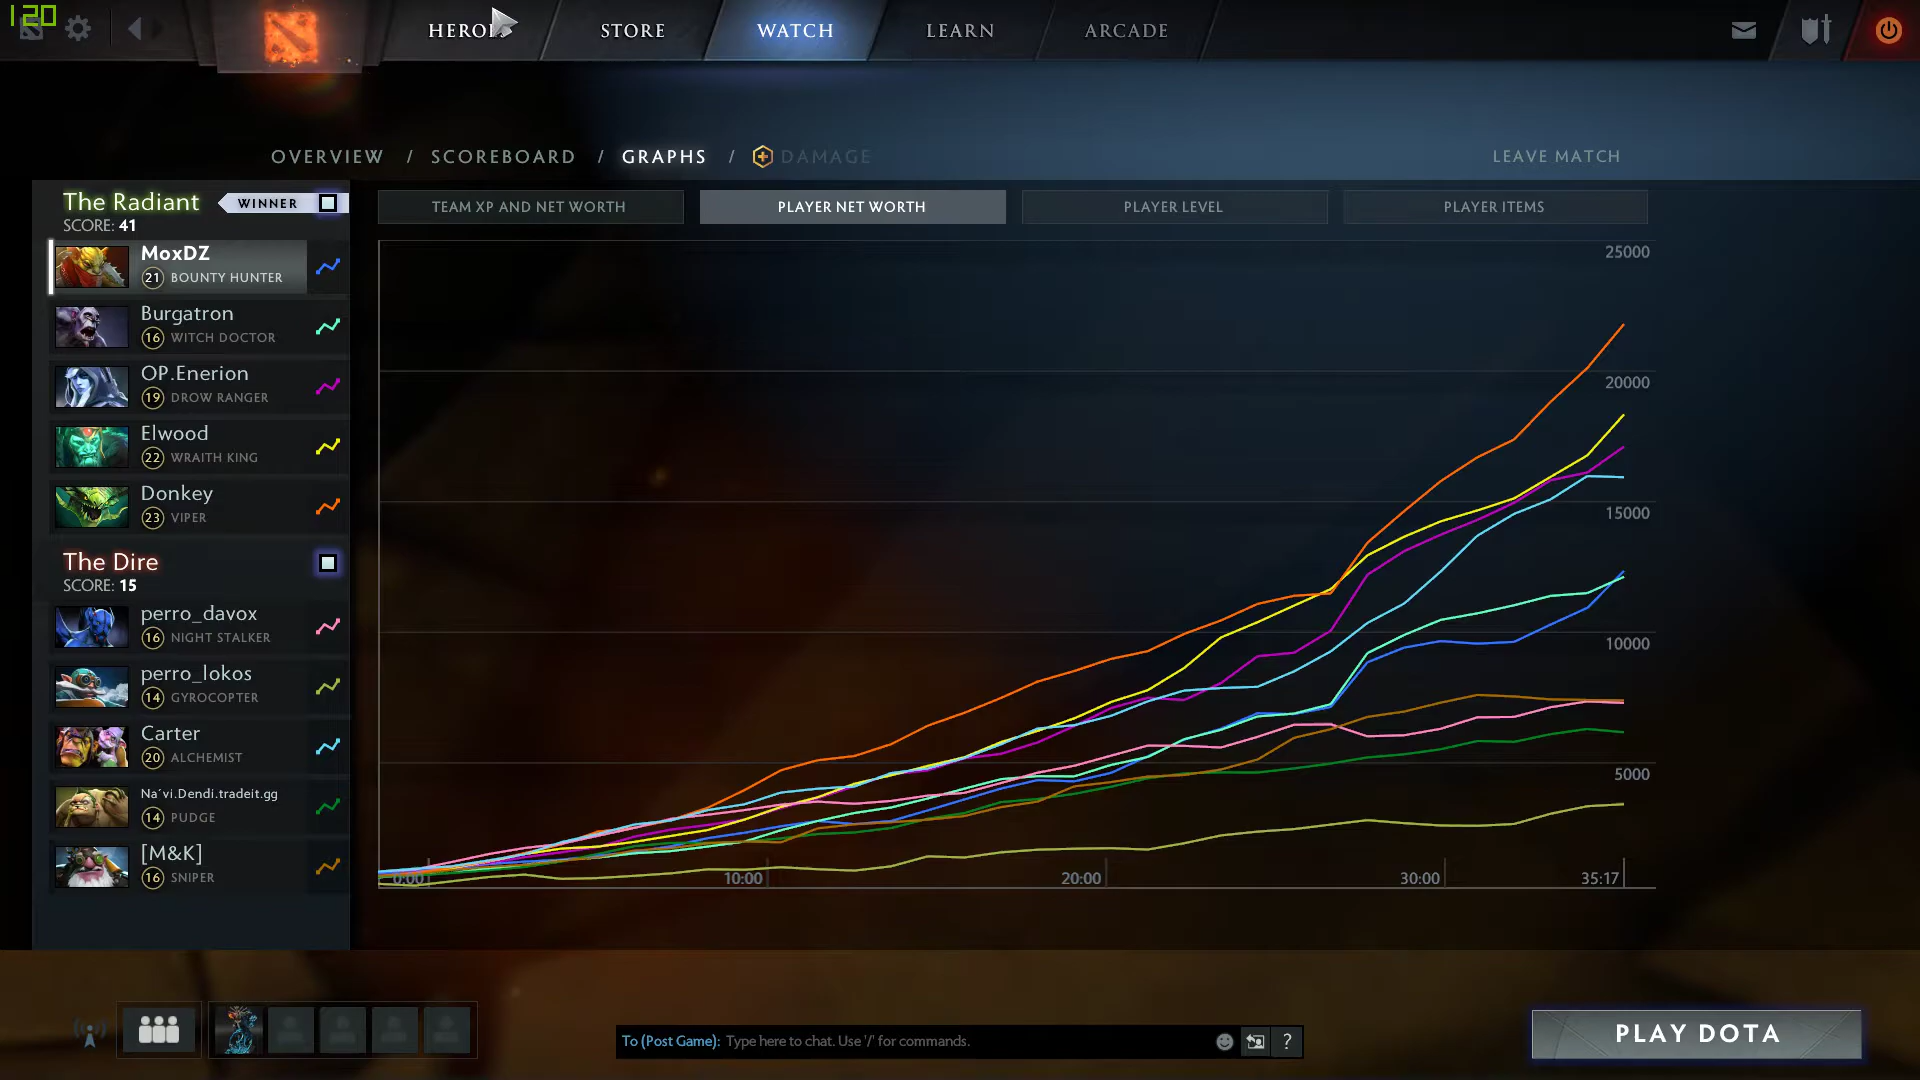 120
HEROES
STORE
WATCH
LEARN
ARCADE
OVERVIEW / SCOREBOARD / GRAPHS / DAMAGE
LEAVE MATCH
The Radiant
WINNER
SCORE: 41
MoxDZ
21 BOUNTY HUNTER
Burgatron
16 WITCH DOCTOR
OP.Enerion
19 DROW RANGER
Elwood
22 WRAITH KING
Donkey
23 VIPER
The Dire
SCORE: 15
perro_davox
16 NIGHT STALKER
perro_lokos
14 GYROCOPTER
Carter
20 ALCHEMIST
Na´vi.Dendi.tradeit.gg
14 PUDGE
[M&K]
16 SNIPER
TEAM XP AND NET WORTH
PLAYER NET WORTH
PLAYER LEVEL
PLAYER ITEMS
25000
20000
15000
10000
5000
0:00
10:00
20:00
30:00
35:17
To (Post Game): Type here to chat. Use '/' for commands.
?
PLAY DOTA